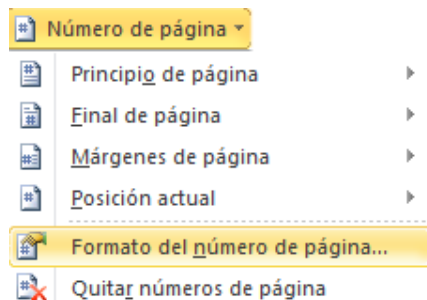 Número de página
Principio de página
Final de página
Márgenes de página
Posición actual
Formato del número de página...
Quitar números de página